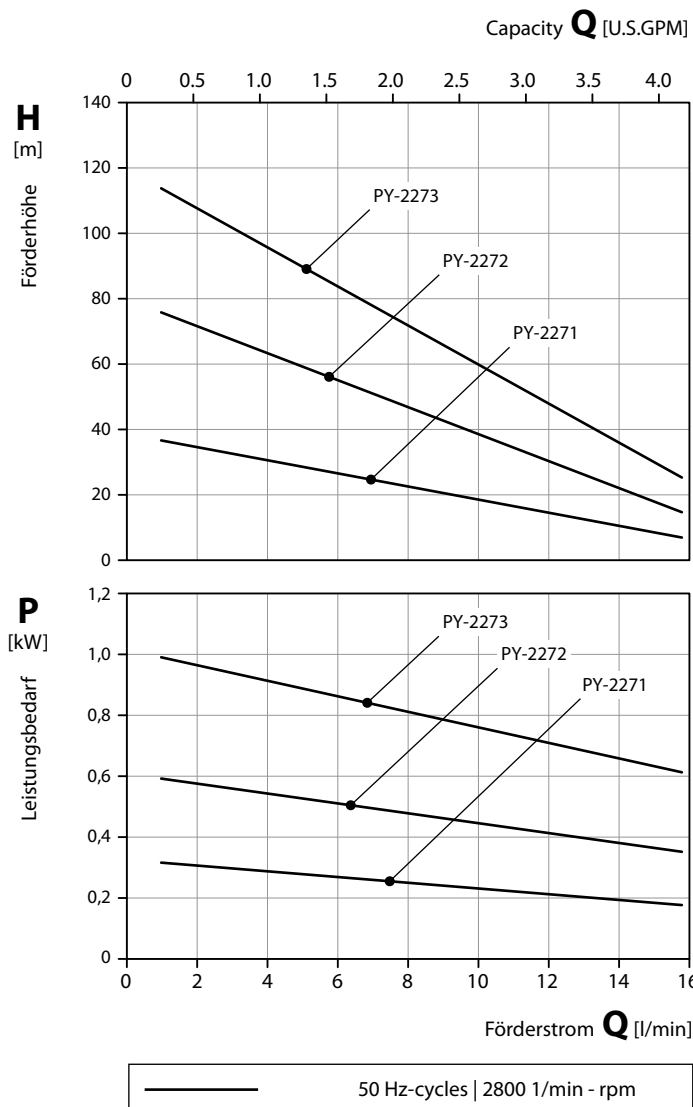 Capacity Q [U.S.GPM]
0 0.5 1.0 1.5 2.0 2.5 3.0 3.5 4.0
H
[m]
Förderhöhe
140
120
100
80
60
40
20
0
PY-2273
PY-2272
PY-2271
P
[kW]
Leistungsbedarf
1,2
1,0
0,8
0,6
0,4
0,2
0
PY-2273
PY-2272
PY-2271
0 2 4 6 8 10 12 14 16
Förderstrom Q [l/min]
50 Hz-cycles | 2800 1/min - rpm